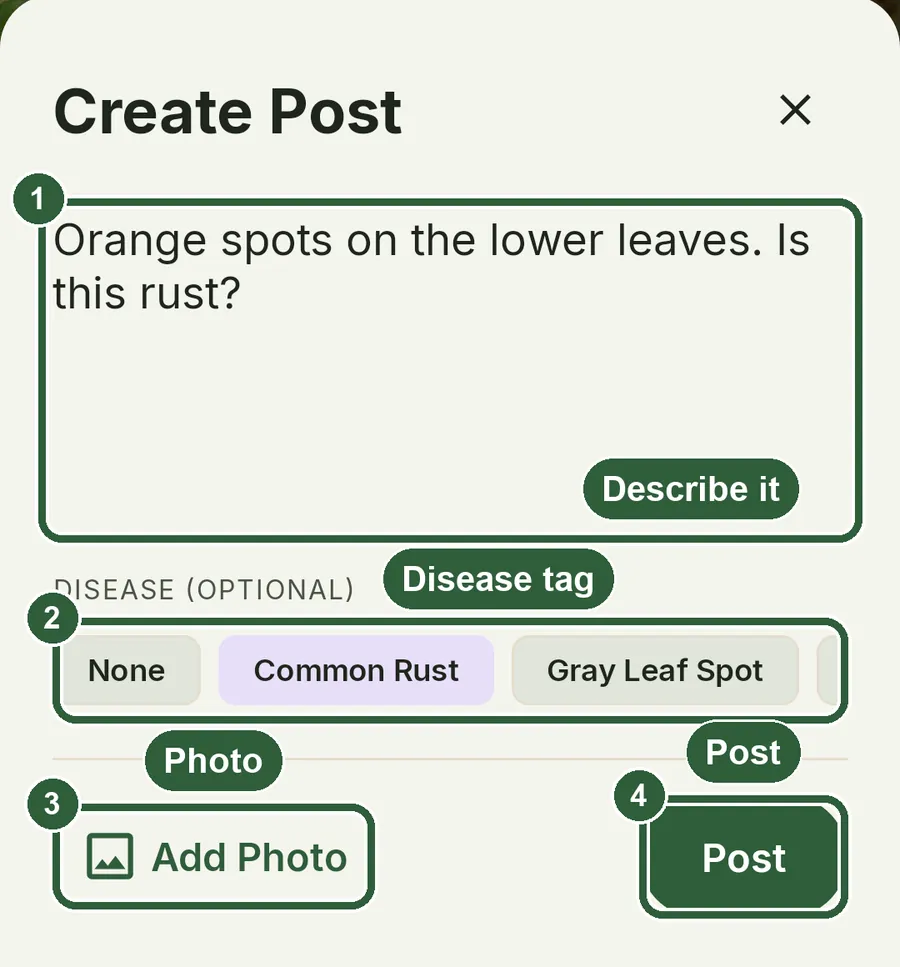 Create Post
1
Orange spots on the lower leaves. Is
this rust?
Describe it
DISEASE (OPTIONAL)
Disease tag
2
None
Common Rust
Gray Leaf Spot
Photo
Post
3
Add Photo
4
Post